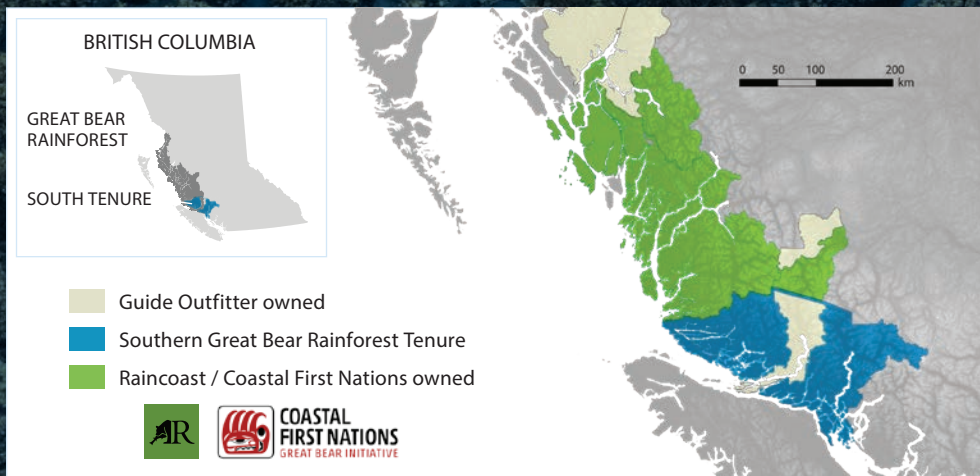 BRITISH COLUMBIA
GREAT BEAR
RAINFOREST
SOUTH TENURE
0 50 100 200
km
Guide Outfitter owned
Southern Great Bear Rainforest Tenure
Raincoast / Coastal First Nations owned
R
COASTAL
FIRST NATIONS
GREAT BEAR INITIATIVE